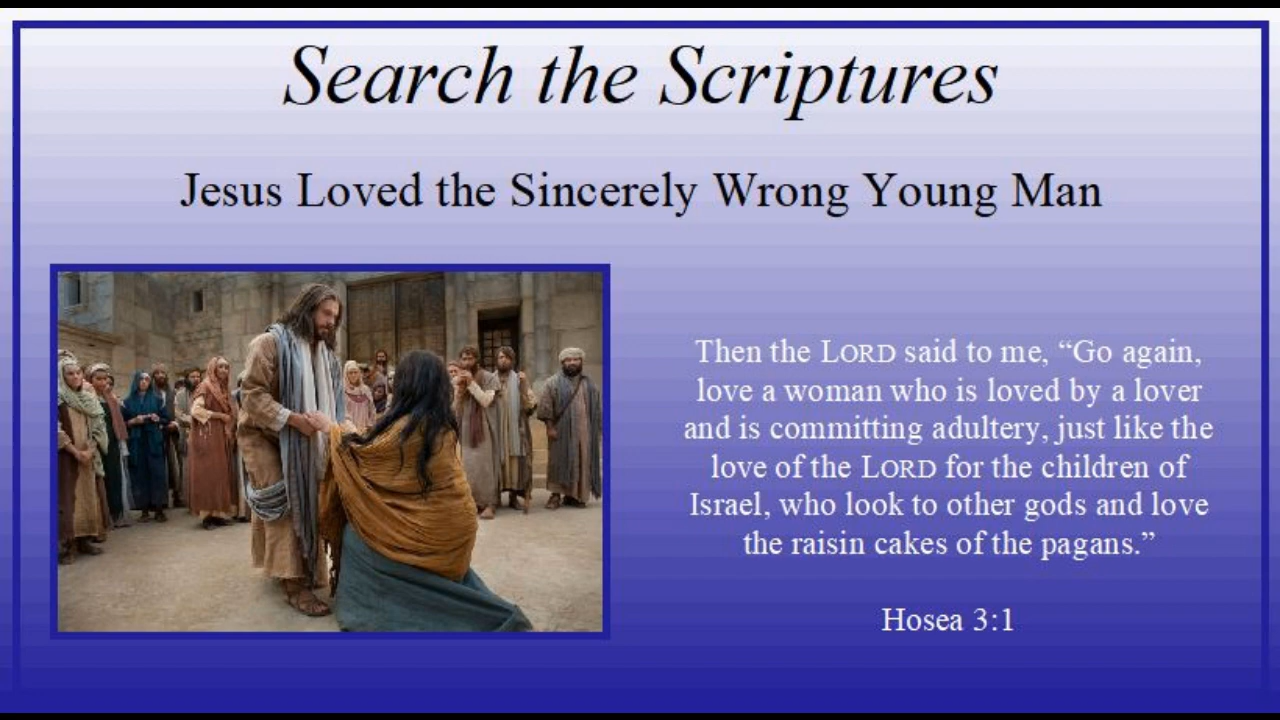 Search the Scriptures
Jesus Loved the Sincerely Wrong Young Man
Then the LORD said to me, “Go again,
love a woman who is loved by a lover
and is committing adultery, just like the
love of the LORD for the children of
Israel, who look to other gods and love
the raisin cakes of the pagans.”
Hosea 3:1